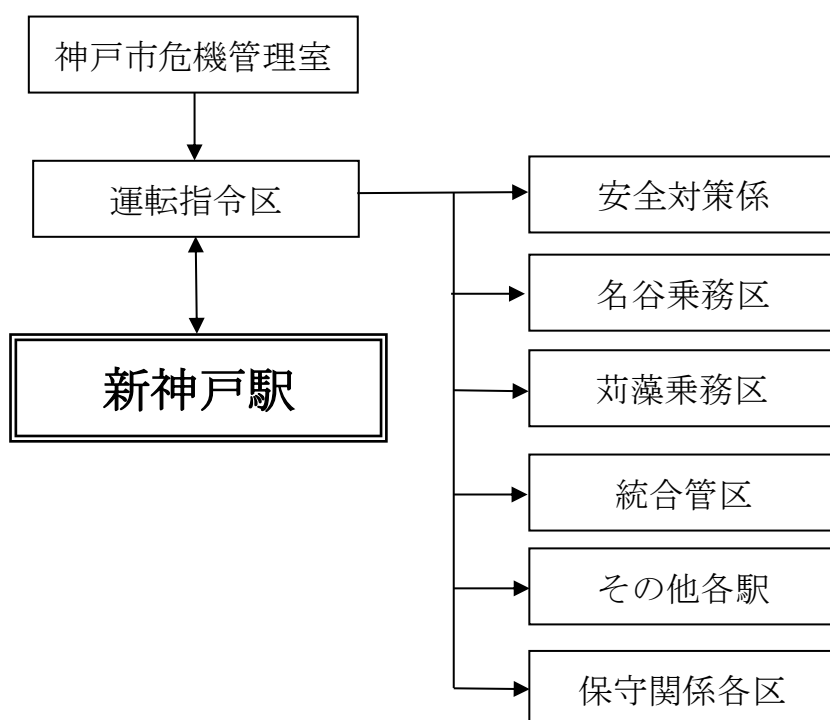 神戸市危機管理室
運転指令区
新神戸駅
安全対策係
名谷乗務区
苅藻乗務区
統合管区
その他各駅
保守関係各区